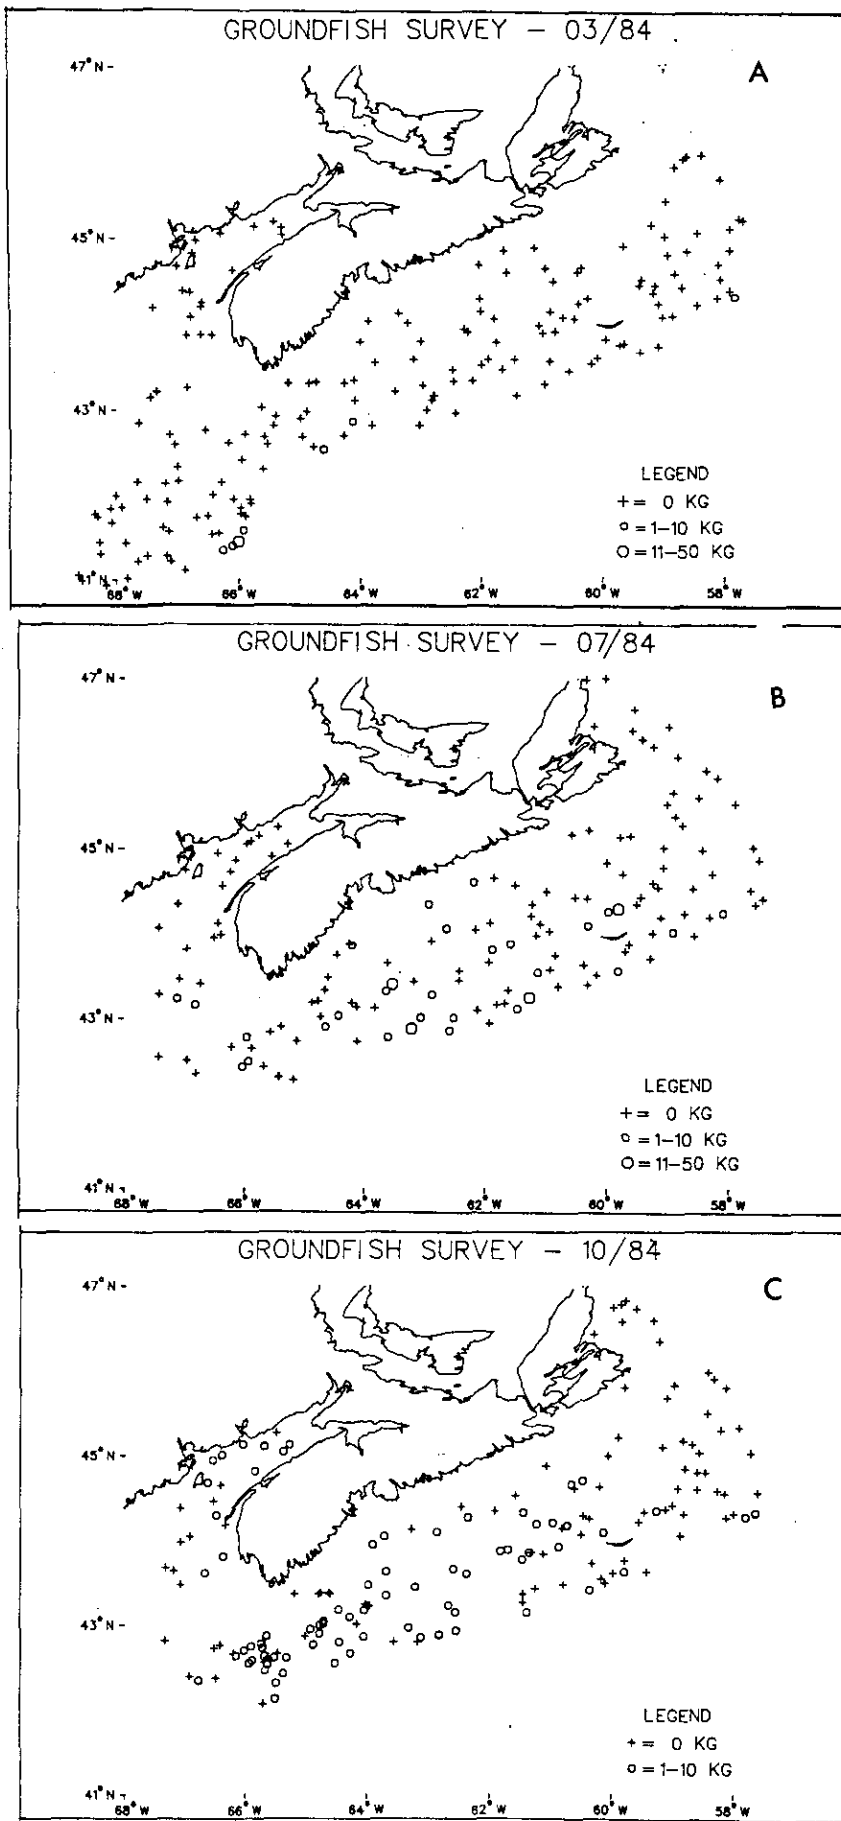 GROUNDFISH SURVEY - 03/84
A
47°N
45°N
43°N
LEGEND
+ = 0 KG
o = 1-10 KG
O = 11-50 KG
41°N
68°W 66°W 64°W 62°W 60°W 58°W
GROUNDFISH SURVEY - 07/84
B
47°N
45°N
43°N
LEGEND
+ = 0 KG
o = 1-10 KG
O = 11-50 KG
41°N
68°W 66°W 64°W 62°W 60°W 58°W
GROUNDFISH SURVEY - 10/84
C
47°N
45°N
43°N
LEGEND
+ = 0 KG
o = 1-10 KG
41°N
68°W 66°W 64°W 62°W 60°W 58°W